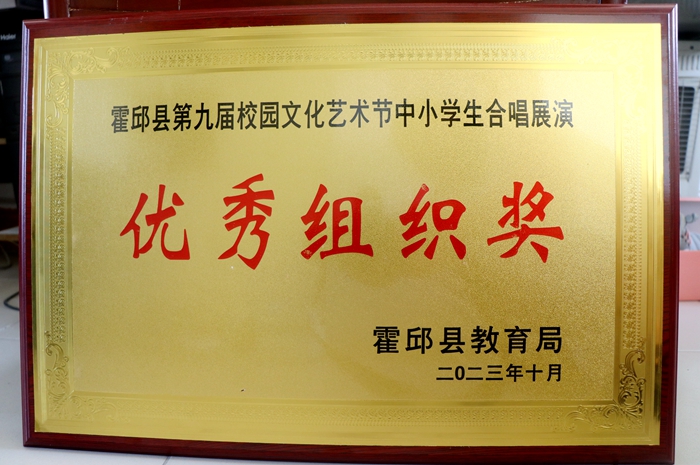 霍邱县第九届校园文化艺术节中小学生合唱展演
优秀组织奖
霍邱县教育局
二0二三年十月
Haier